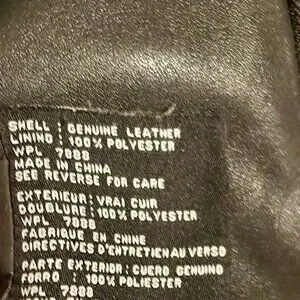 SHELL : GENUINE LEATHER
LINING : 100% POLYESTER
WPL 7888
MADE IN CHINA
SEE REVERSE FOR CARE
EXTERIEUR : VRAI CUIR
DOUBLURE : 100% POLYESTER
WPL 7888
FABRIQUE EN CHINE
DIRECTIVES D'ENTRETIEN AU VERSO
PARTE EXTERIOR : CUERO GENUINO
FORRO : 100% POLYESTER
WPL 7888